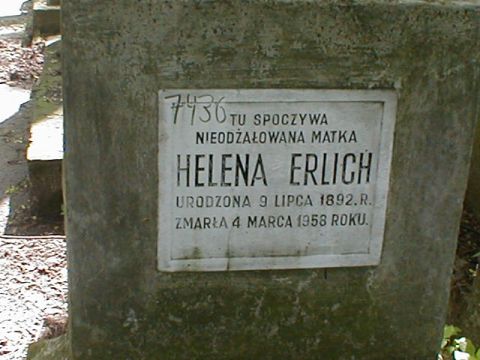 7436
TU SPOCZYWA
NIEODŻAŁOWANA MATKA
HELENA ERLICH
URODZONA 9 LIPCA 1892.R.
ZMARŁA 4 MARCA 1958 ROKU.